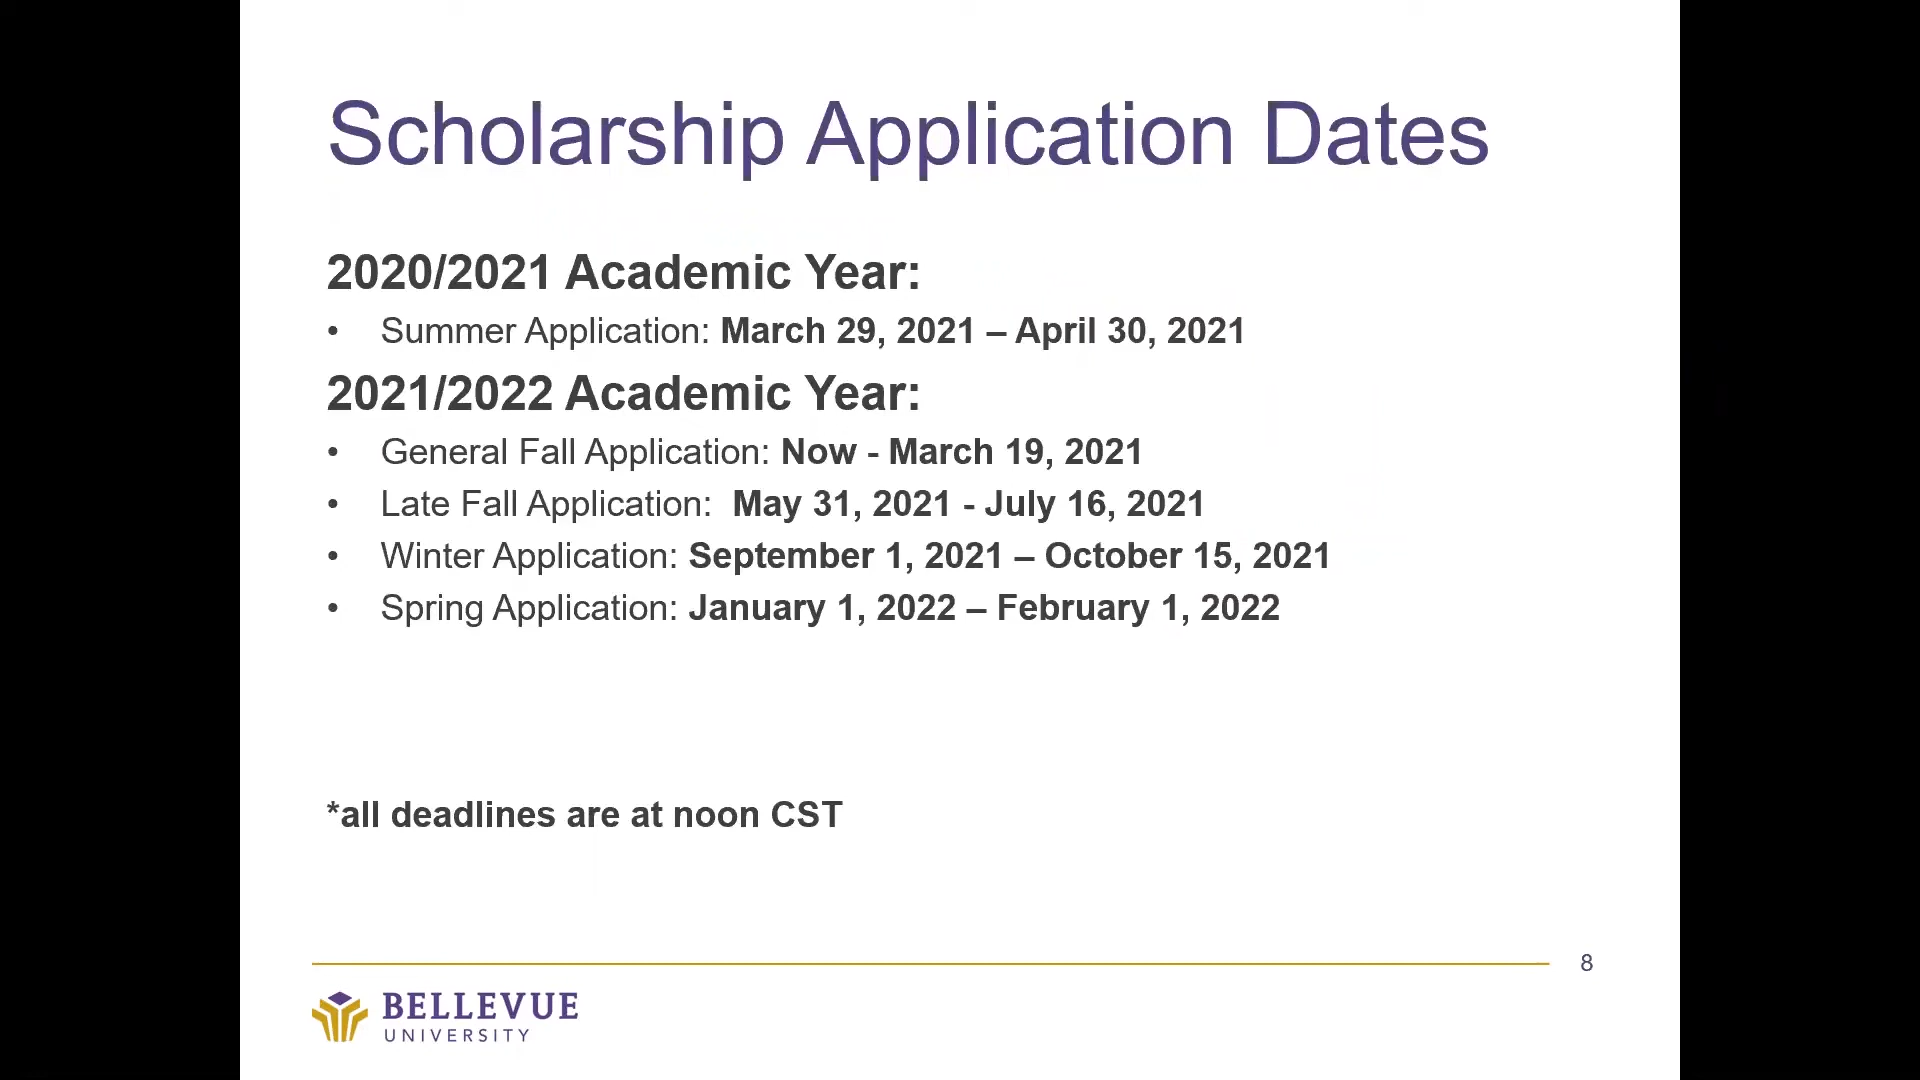 Scholarship Application Dates
2020/2021 Academic Year:
• Summer Application: March 29, 2021 – April 30, 2021
2021/2022 Academic Year:
• General Fall Application: Now - March 19, 2021
• Late Fall Application:  May 31, 2021 - July 16, 2021
• Winter Application: September 1, 2021 – October 15, 2021
• Spring Application: January 1, 2022 – February 1, 2022
*all deadlines are at noon CST
8
BELLEVUE
UNIVERSITY